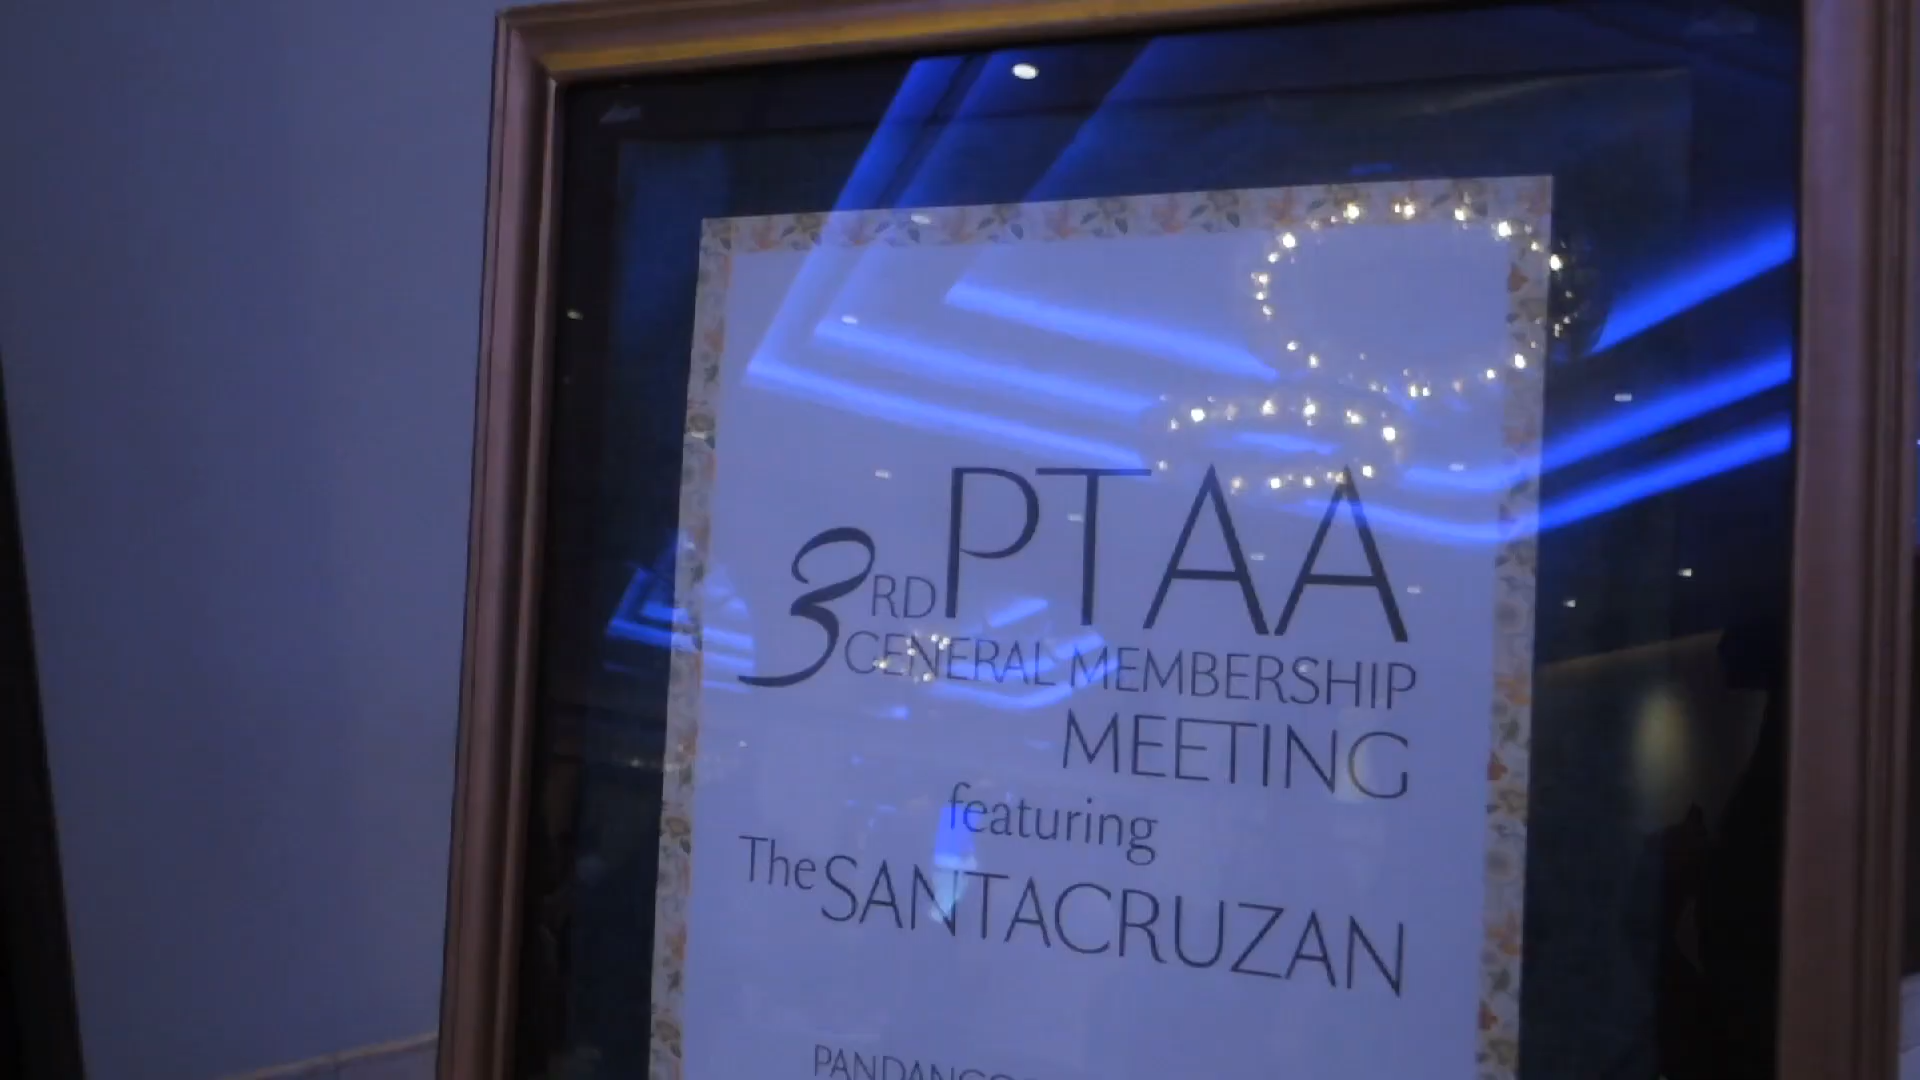 3RD PTAA
GENERAL MEMBERSHIP
MEETING
featuring
The SANTACRUZAN